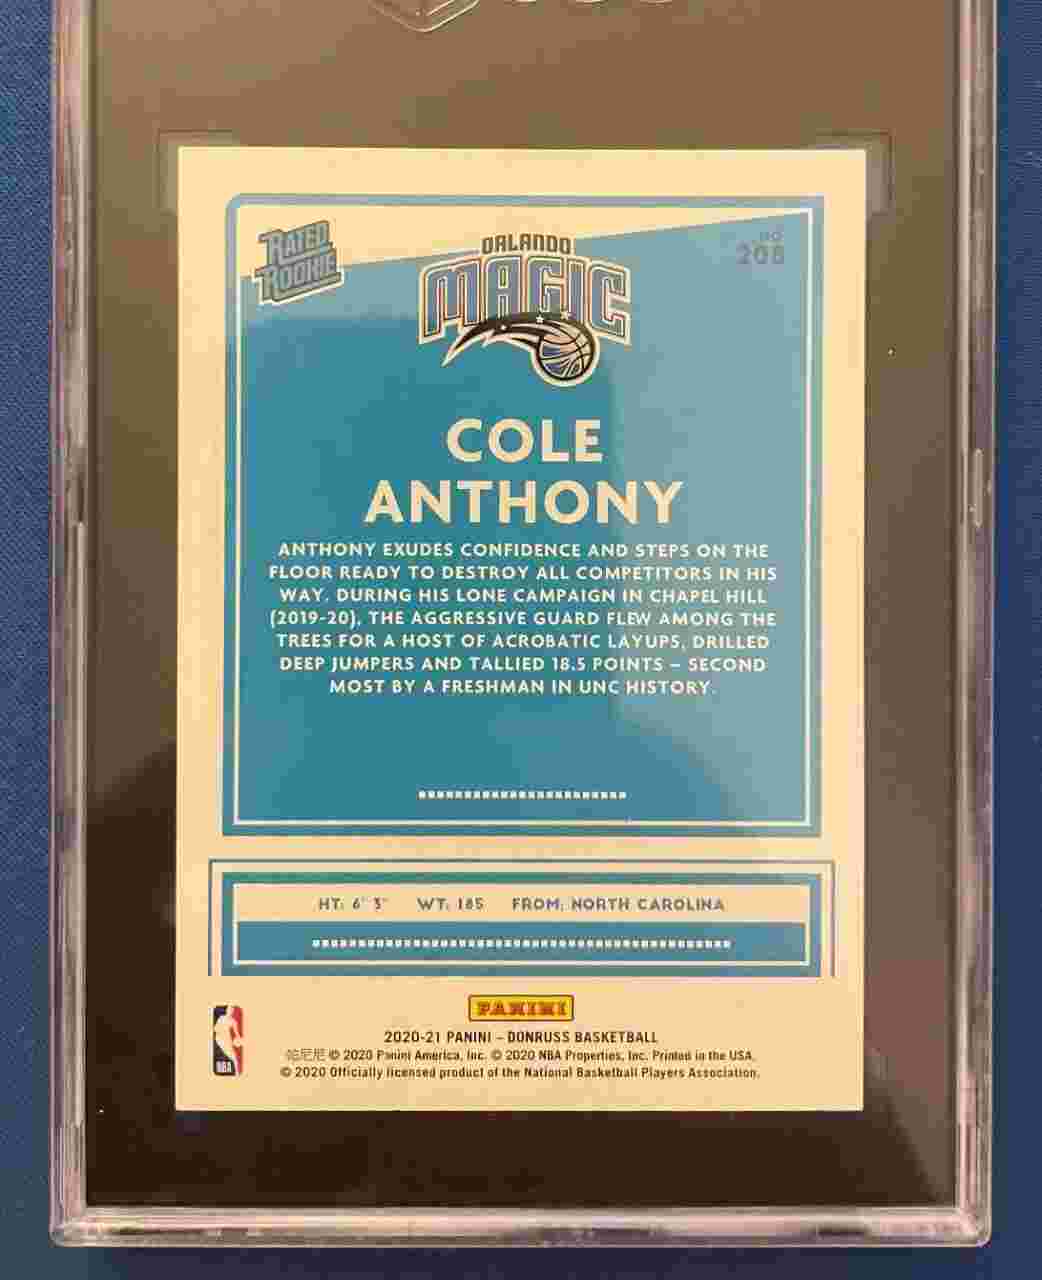 RATED
ROOKIE
ORLANDO
MAGIC
NO.
208
COLE
ANTHONY
ANTHONY EXUDES CONFIDENCE AND STEPS ON THE
FLOOR READY TO DESTROY ALL COMPETITORS IN HIS
WAY. DURING HIS LONE CAMPAIGN IN CHAPEL HILL
(2019-20), THE AGGRESSIVE GUARD FLEW AMONG THE
TREES FOR A HOST OF ACROBATIC LAYUPS, DRILLED
DEEP JUMPERS AND TALLIED 18.5 POINTS – SECOND
MOST BY A FRESHMAN IN UNC HISTORY.
HT: 6' 3" WT: 185 FROM: NORTH CAROLINA
PANINI
2020-21 PANINI – DONRUSS BASKETBALL
帕尼尼 © 2020 Panini America, Inc. © 2020 NBA Properties, Inc. Printed in the USA.
© 2020 Officially licensed product of the National Basketball Players Association.
NBA